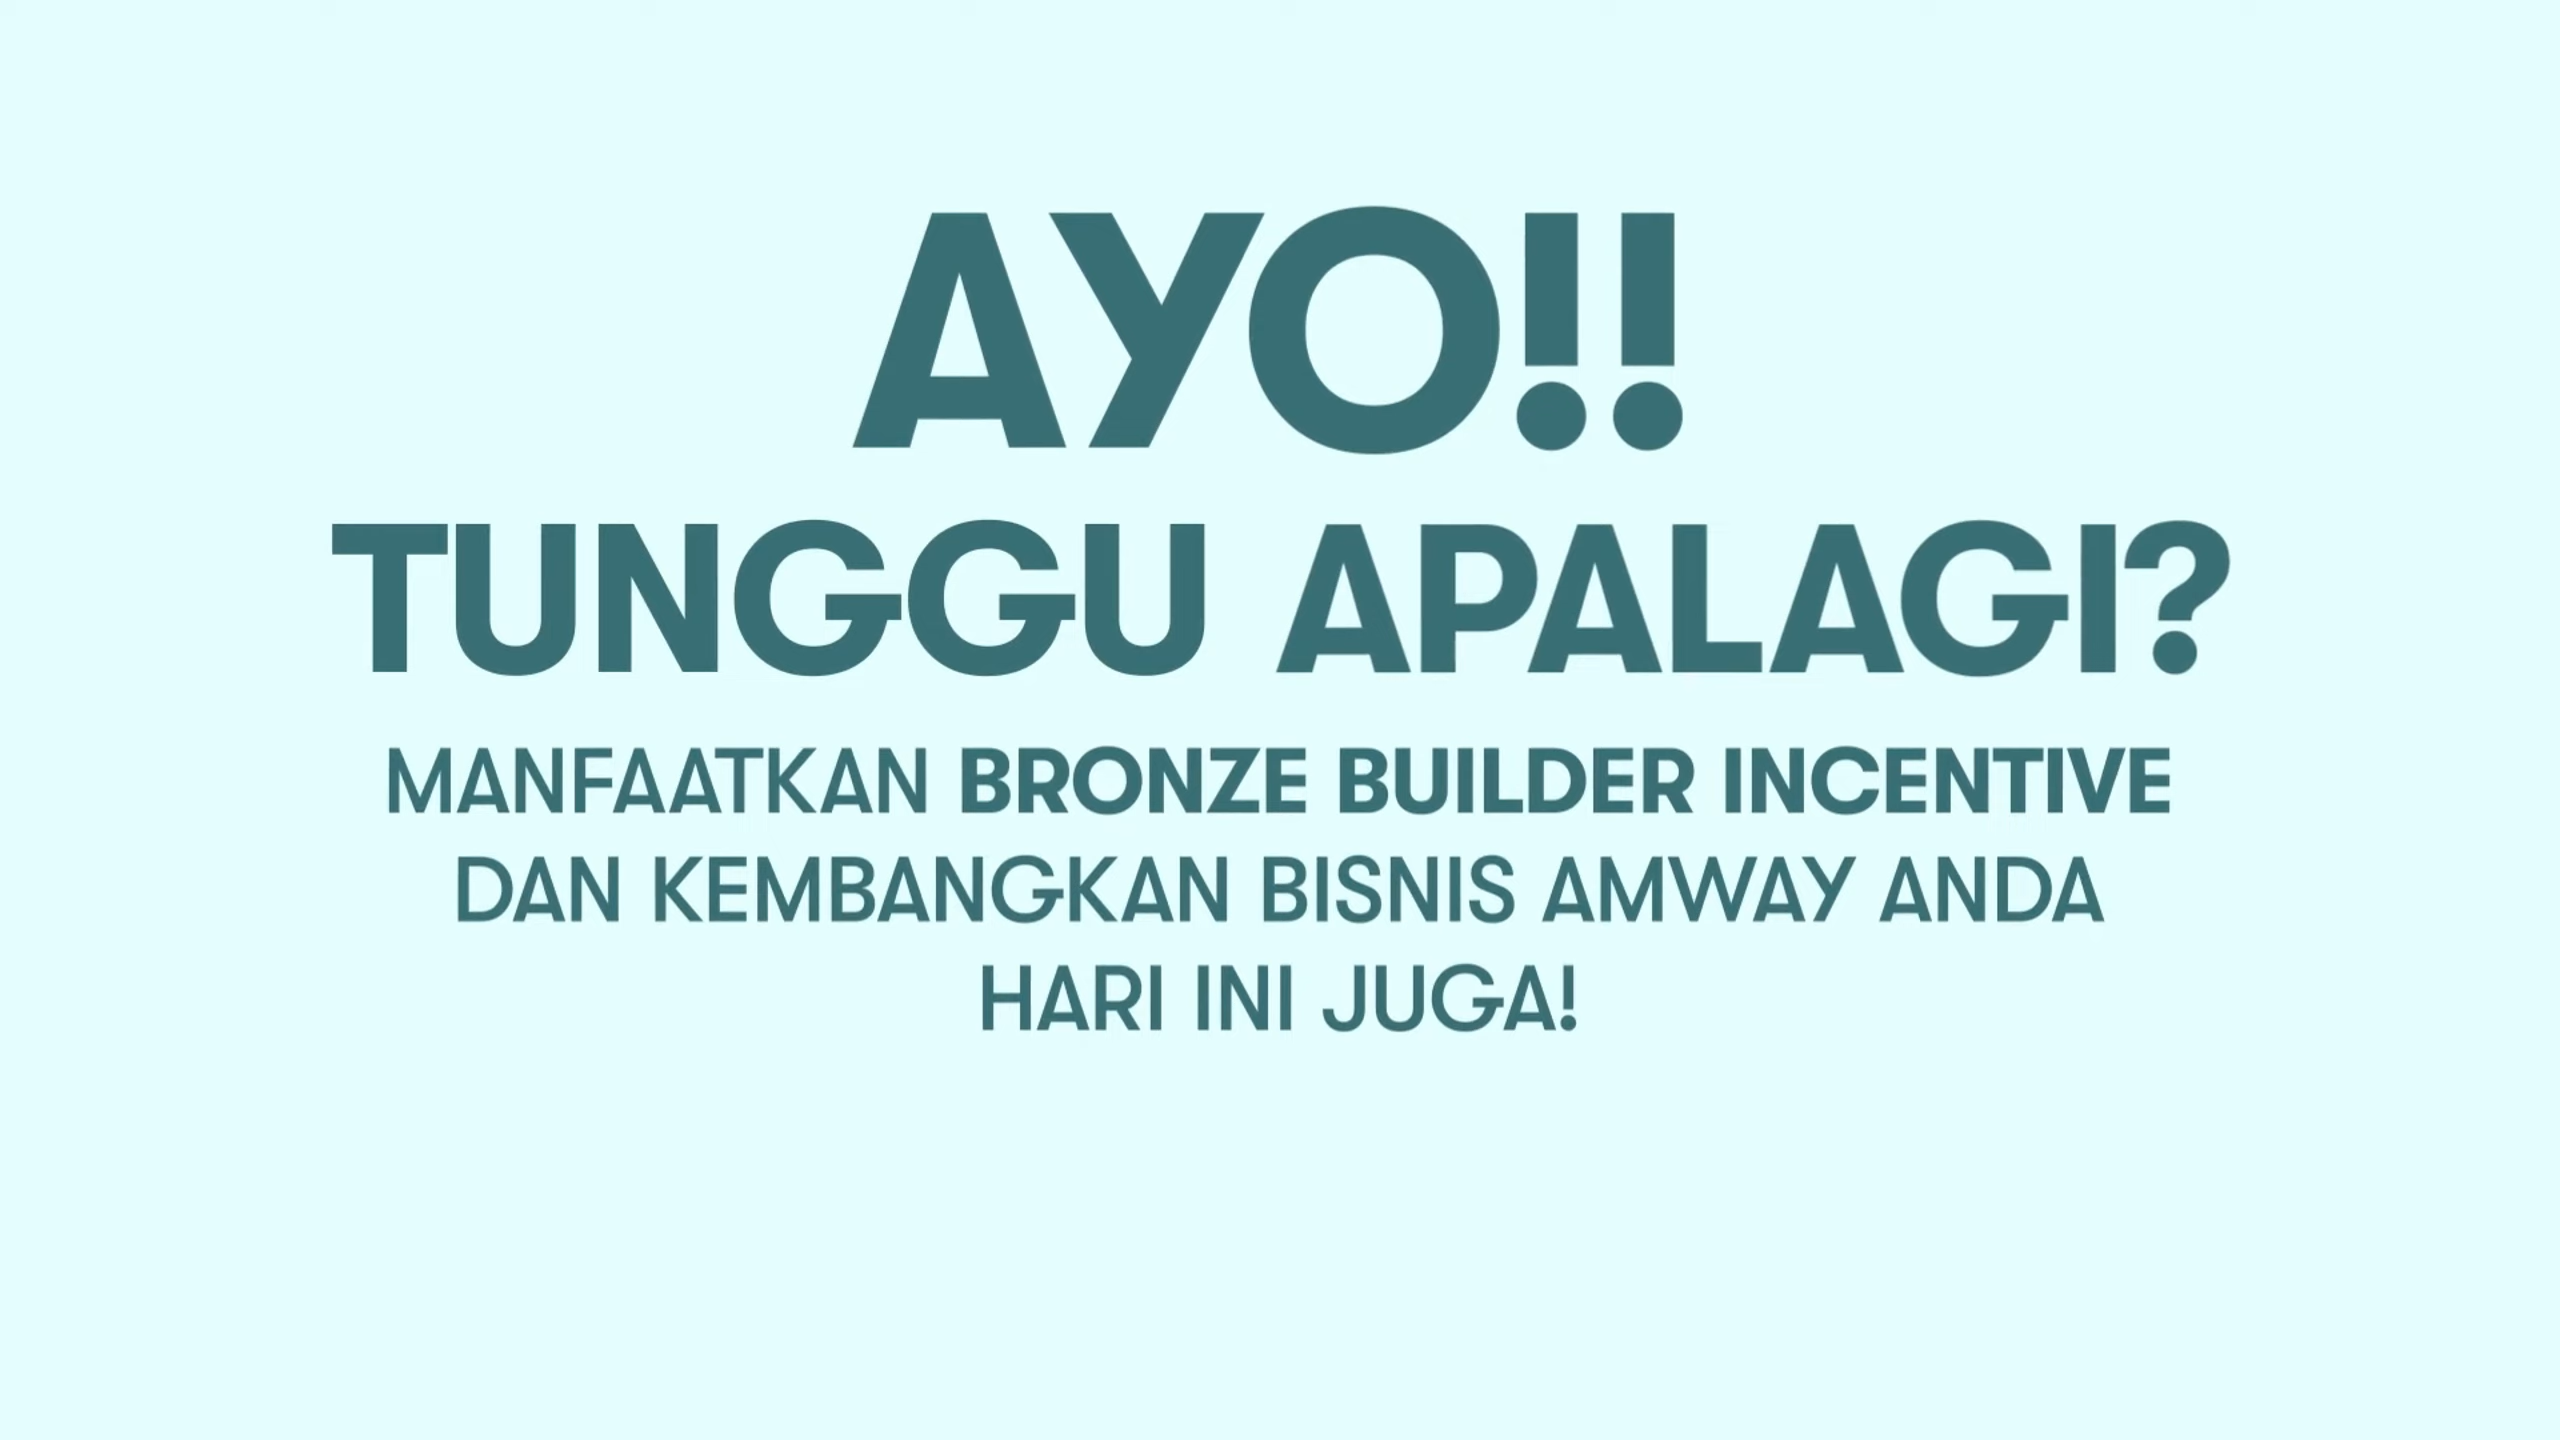 AYO!!
TUNGGU APALAGI?
MANFAATKAN BRONZE BUILDER INCENTIVE
DAN KEMBANGKAN BISNIS AMWAY ANDA
HARI INI JUGA!